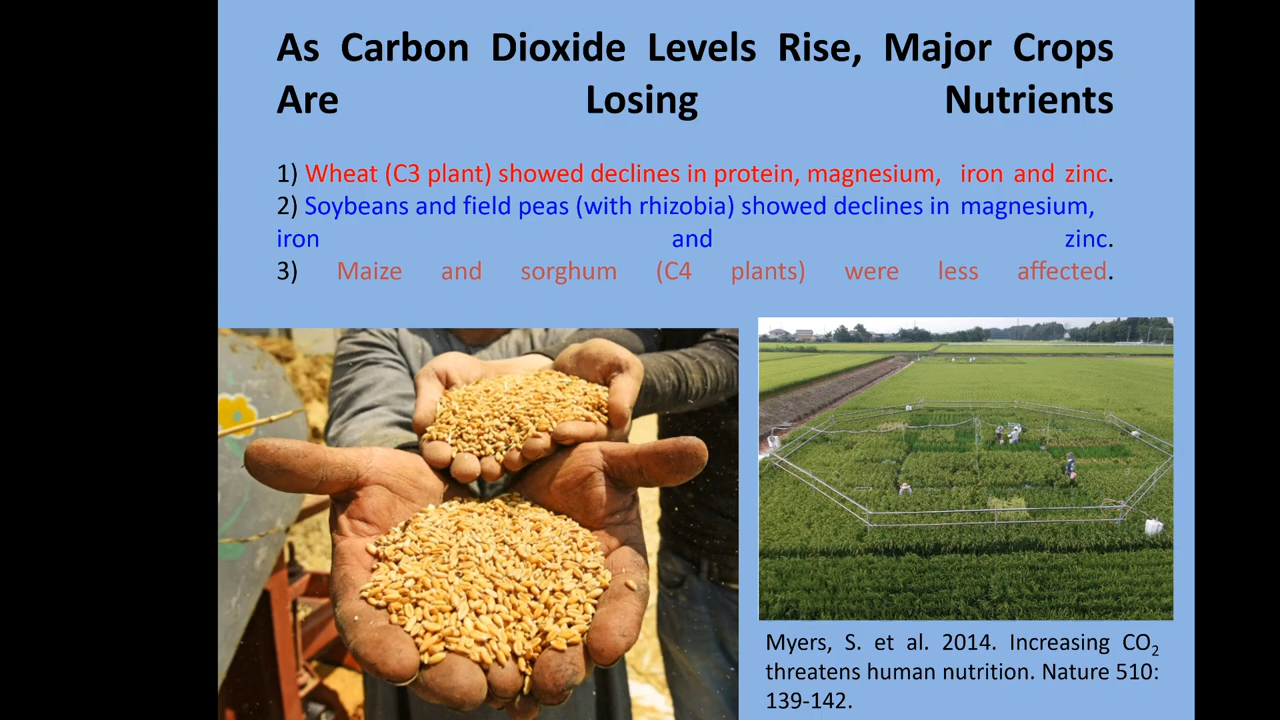 As Carbon Dioxide Levels Rise, Major Crops
Are Losing Nutrients
1) Wheat (C3 plant) showed declines in protein, magnesium, iron and zinc.
2) Soybeans and field peas (with rhizobia) showed declines in magnesium,
iron and zinc.
3) Maize and sorghum (C4 plants) were less affected.
Myers, S. et al. 2014. Increasing CO₂
threatens human nutrition. Nature 510:
139-142.